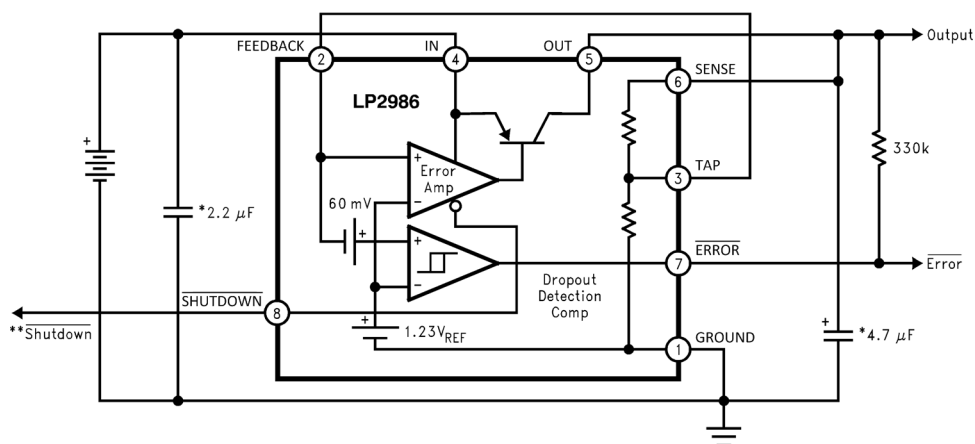 FEEDBACK
2
IN
4
OUT
5
Output
SENSE
6
LP2986
+
330k
+
Error
Amp
TAP
3
*2.2 µF
60 mV
−
+
+
ERROR
7
Error
Dropout
Detection
Comp
SHUTDOWN
8
−
**Shutdown
+
1.23VREF
GROUND
1
+
*4.7 µF